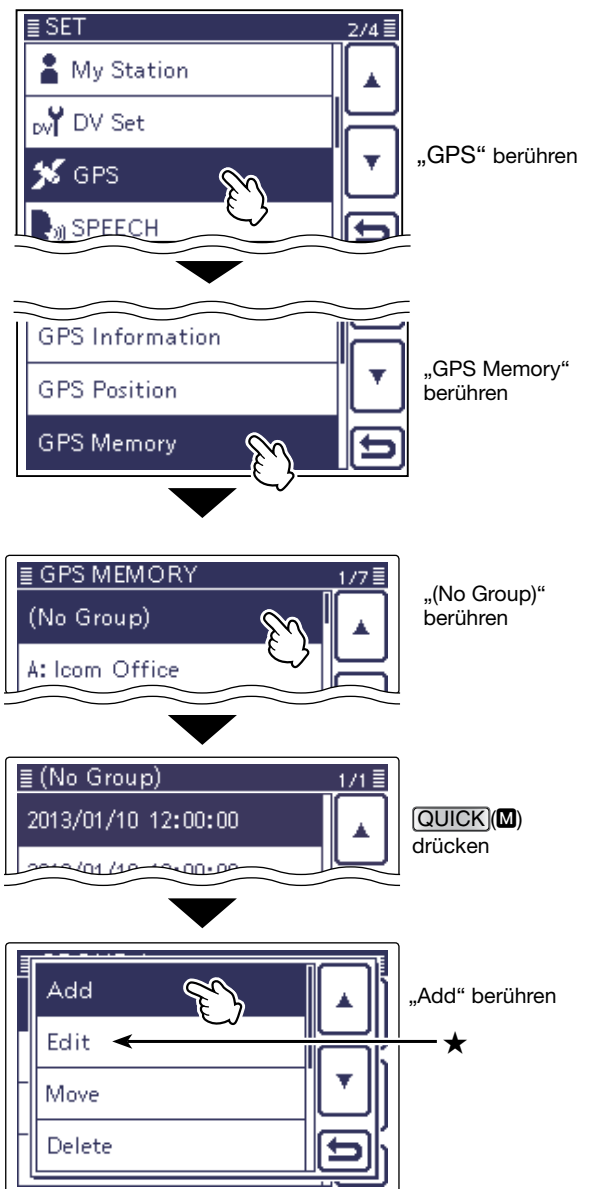 SET 2/4
My Station
DV DV Set
GPS
SPEECH
„GPS“ berühren
GPS Information
GPS Position
GPS Memory
„GPS Memory“
berühren
GPS MEMORY 1/7
(No Group)
A: Icom Office
„(No Group)“
berühren
(No Group) 1/1
2013/01/10 12:00:00
QUICK(M)
drücken
Add
Edit
Move
Delete
„Add“ berühren
★